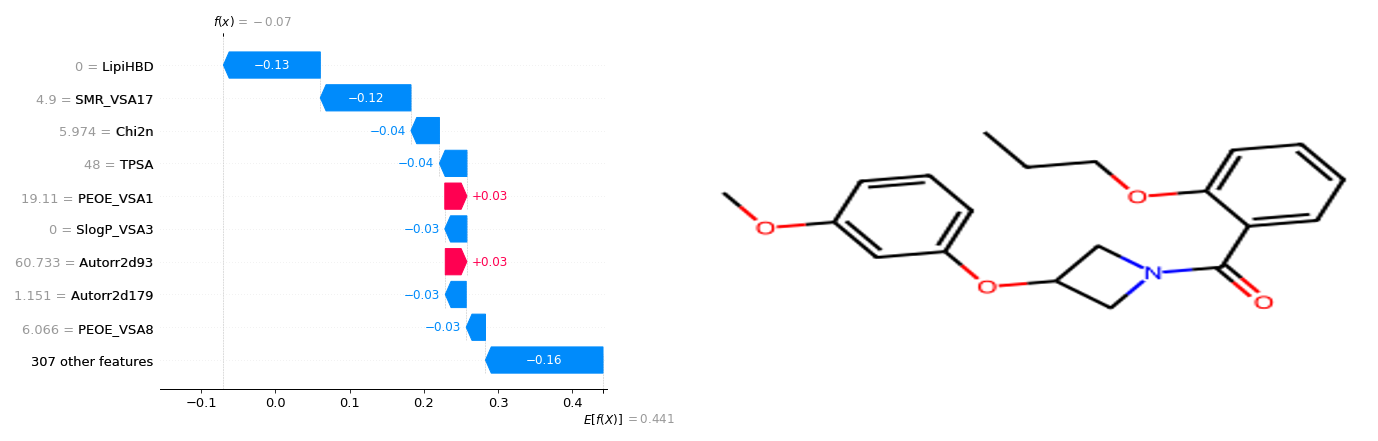 f(x) = −0.07
0 = LipiHBD −0.13
4.9 = SMR_VSA17 −0.12
5.974 = Chi2n −0.04
48 = TPSA −0.04
19.11 = PEOE_VSA1 +0.03
0 = SlogP_VSA3 −0.03
60.733 = Autorr2d93 +0.03
1.151 = Autorr2d179 −0.03
6.066 = PEOE_VSA8 −0.03
307 other features −0.16
−0.1 0.0 0.1 0.2 0.3 0.4
E[f(X)] = 0.441
O
O
O
N
O